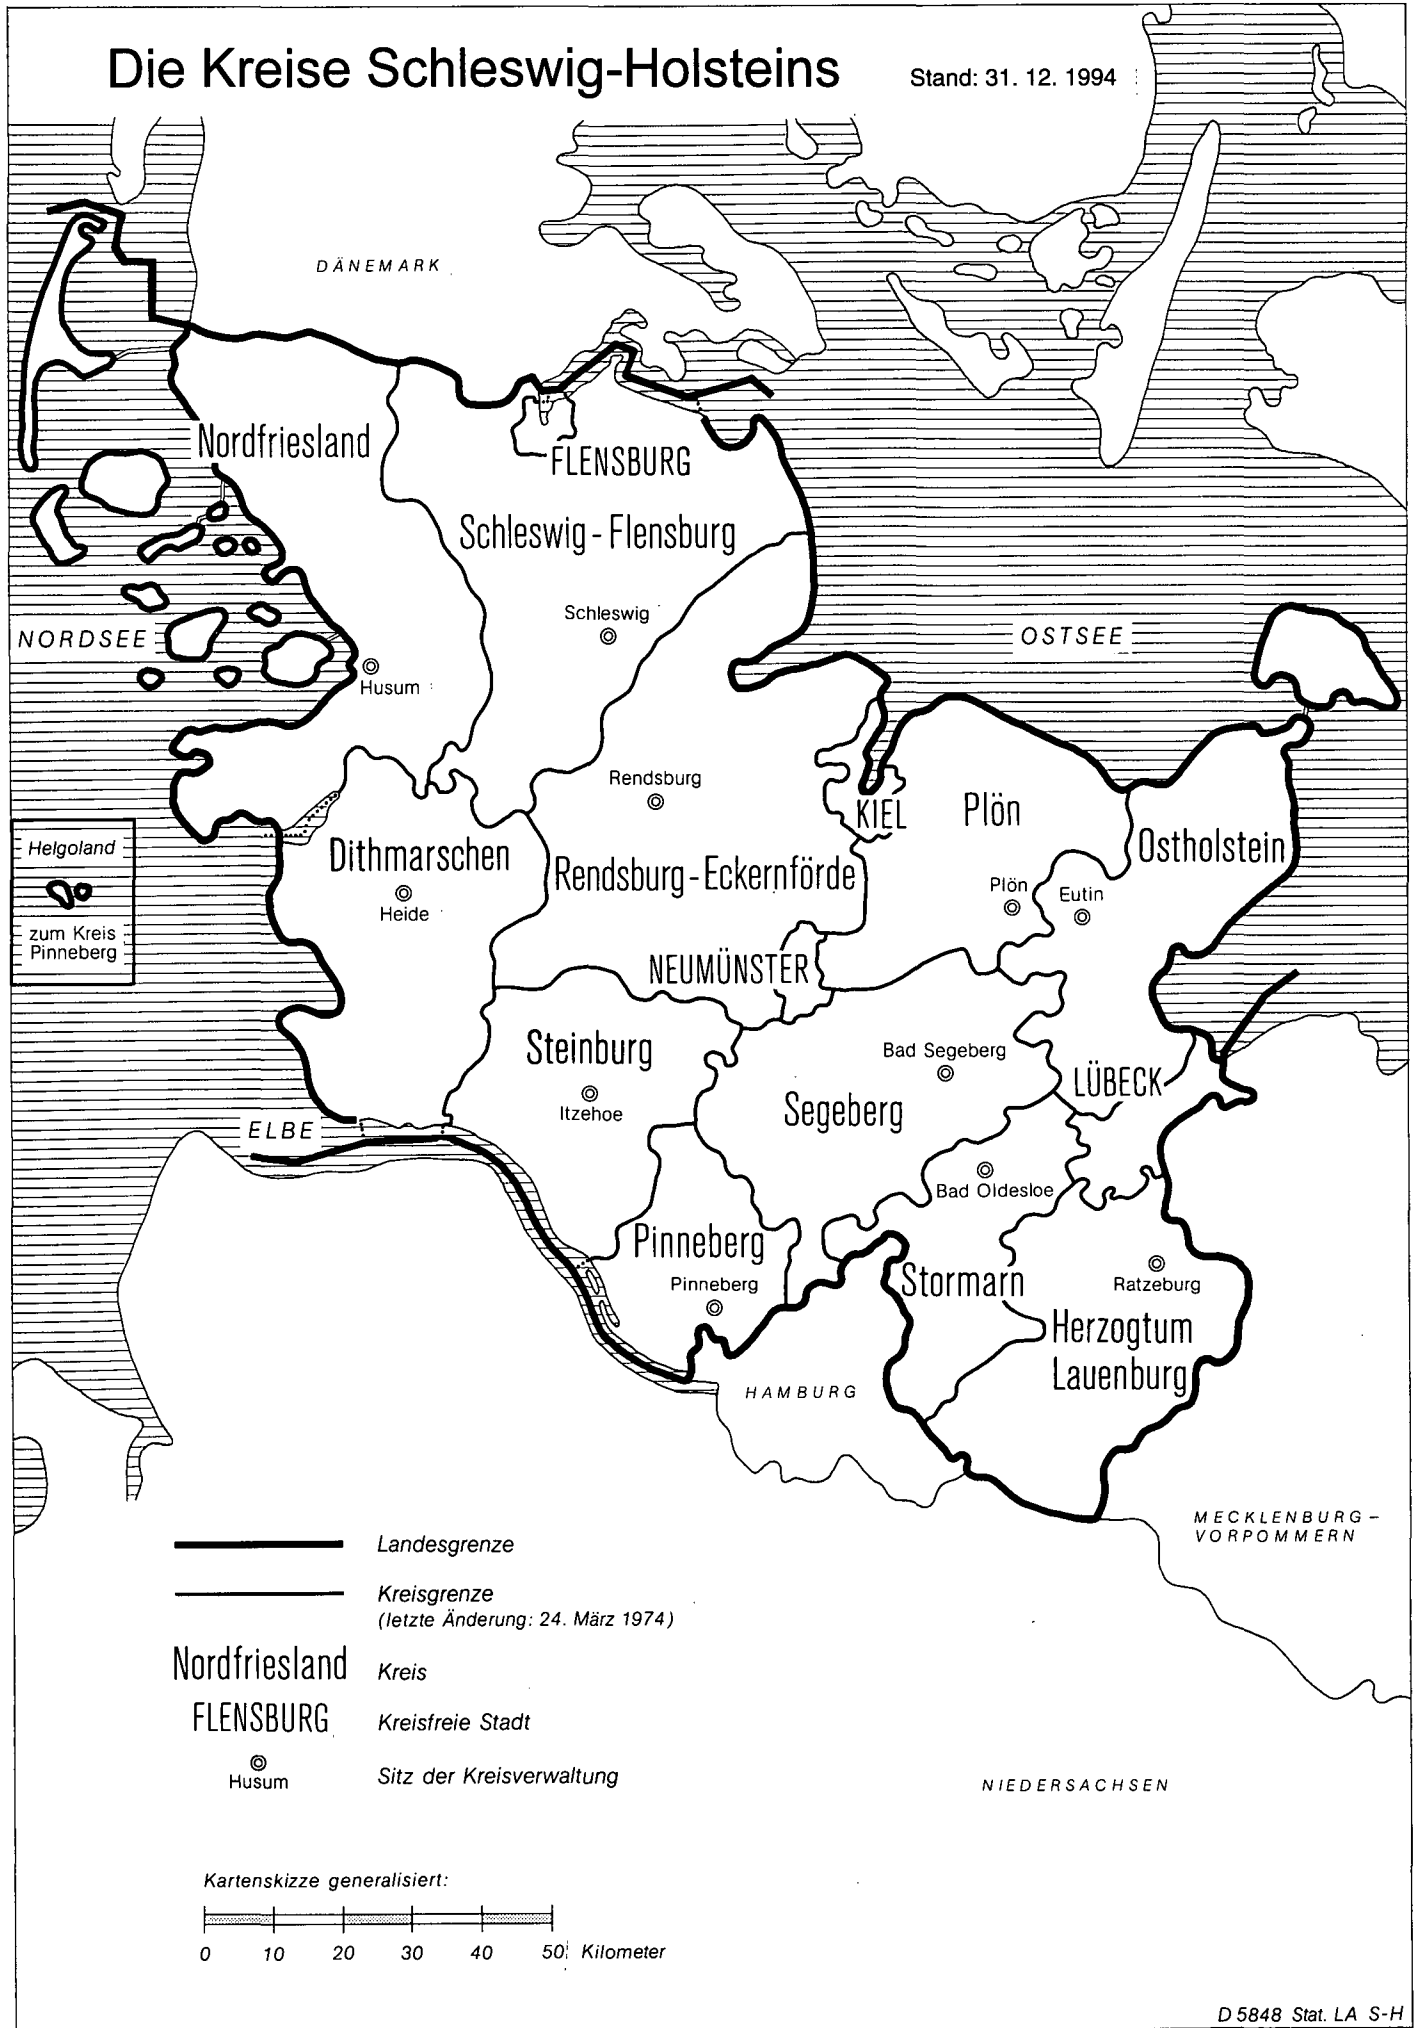 Die Kreise Schleswig-Holsteins
Stand: 31. 12. 1994
DÄNEMARK
Nordfriesland
FLENSBURG
Schleswig-Flensburg
Schleswig
NORDSEE
OSTSEE
Husum
Rendsburg
KIEL
Plön
Ostholstein
Helgoland
zum Kreis
Pinneberg
Dithmarschen
Heide
Rendsburg-Eckernförde
Plön
Eutin
NEUMÜNSTER
Steinburg
Itzehoe
Bad Segeberg
Segeberg
LÜBECK
ELBE
Bad Oldesloe
Pinneberg
Pinneberg
Stormarn
Ratzeburg
Herzogtum
Lauenburg
HAMBURG
MECKLENBURG-
VORPOMMERN
Landesgrenze
Kreisgrenze
(letzte Änderung: 24. März 1974)
Nordfriesland Kreis
FLENSBURG Kreisfreie Stadt
Husum Sitz der Kreisverwaltung
NIEDERSACHSEN
Kartenskizze generalisiert:
0 10 20 30 40 50 Kilometer
D 5848 Stat. LA S-H